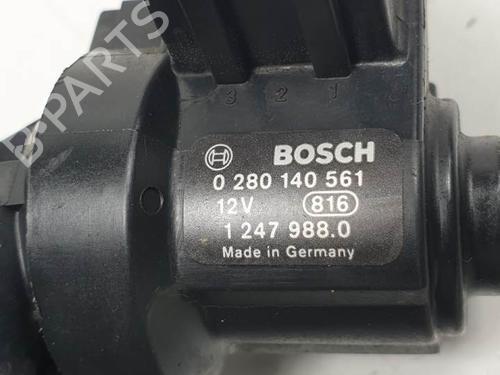 B-PARTS
3 2 1
BOSCH
0 280 140 561
12V 816
1 247 988.0
Made in Germany